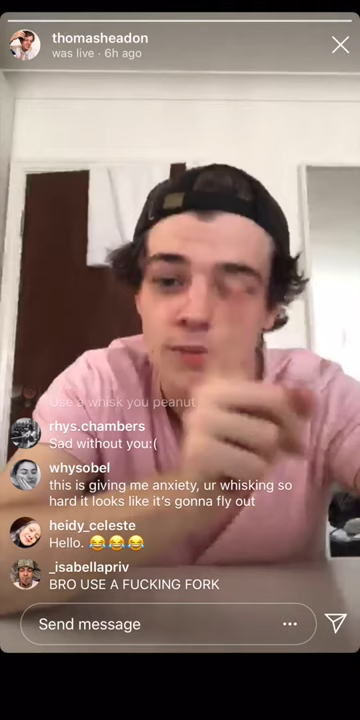 thomasheadon
was live · 6h ago
Use a whisk you peanut
rhys.chambers
Sad without you:(
whysobel
this is giving me anxiety, ur whisking so
hard it looks like it's gonna fly out
heidy_celeste
Hello. 😂😂😂
_isabellapriv
BRO USE A FUCKING FORK
Send message